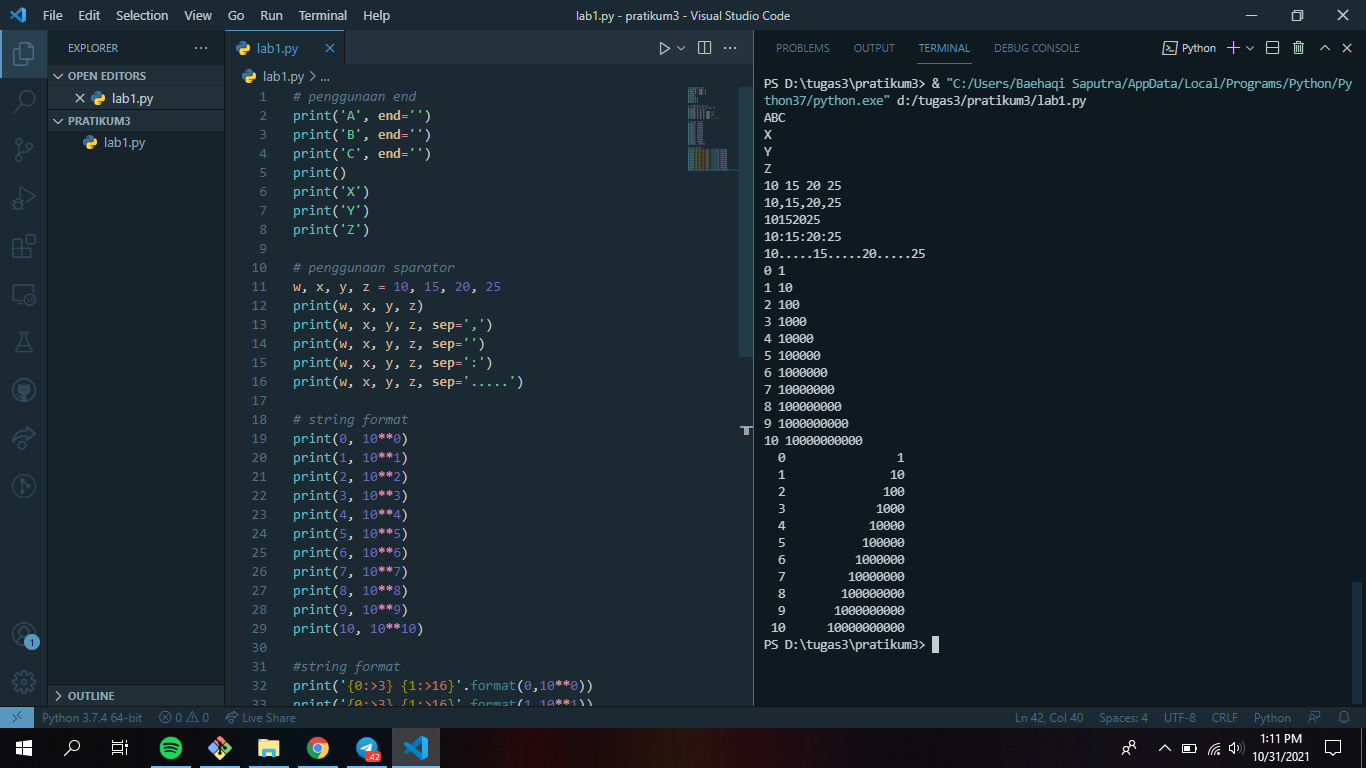 File Edit Selection View Go Run Terminal Help
lab1.py - pratikum3 - Visual Studio Code
EXPLORER
OPEN EDITORS
lab1.py
PRATIKUM3
lab1.py
OUTLINE
lab1.py
lab1.py > ...
1 # penggunaan end
2 print('A', end='')
3 print('B', end='')
4 print('C', end='')
5 print()
6 print('X')
7 print('Y')
8 print('Z')
9
10 # penggunaan sparator
11 w, x, y, z = 10, 15, 20, 25
12 print(w, x, y, z)
13 print(w, x, y, z, sep=',')
14 print(w, x, y, z, sep='')
15 print(w, x, y, z, sep=':')
16 print(w, x, y, z, sep='.....')
17
18 # string format
19 print(0, 10**0)
20 print(1, 10**1)
21 print(2, 10**2)
22 print(3, 10**3)
23 print(4, 10**4)
24 print(5, 10**5)
25 print(6, 10**6)
26 print(7, 10**7)
27 print(8, 10**8)
28 print(9, 10**9)
29 print(10, 10**10)
30
31 #string format
32 print('{0:>3} {1:>16}'.format(0,10**0))
33 print('{0:>3} {1:>16}'.format(1,10**1))
PROBLEMS OUTPUT TERMINAL DEBUG CONSOLE
Python
PS D:\tugas3\pratikum3> & "C:/Users/Baehaqi Saputra/AppData/Local/Programs/Python/Py
thon37/python.exe" d:/tugas3/pratikum3/lab1.py
ABC
X
Y
Z
10 15 20 25
10,15,20,25
10152025
10:15:20:25
10.....15.....20.....25
0 1
1 10
2 100
3 1000
4 10000
5 100000
6 1000000
7 10000000
8 100000000
9 1000000000
10 10000000000
0 1
1 10
2 100
3 1000
4 10000
5 100000
6 1000000
7 10000000
8 100000000
9 1000000000
10 10000000000
PS D:\tugas3\pratikum3>
1
Python 3.7.4 64-bit 0 0 Live Share
Ln 42, Col 40 Spaces: 4 UTF-8 CRLF Python
42
1:11 PM
10/31/2021